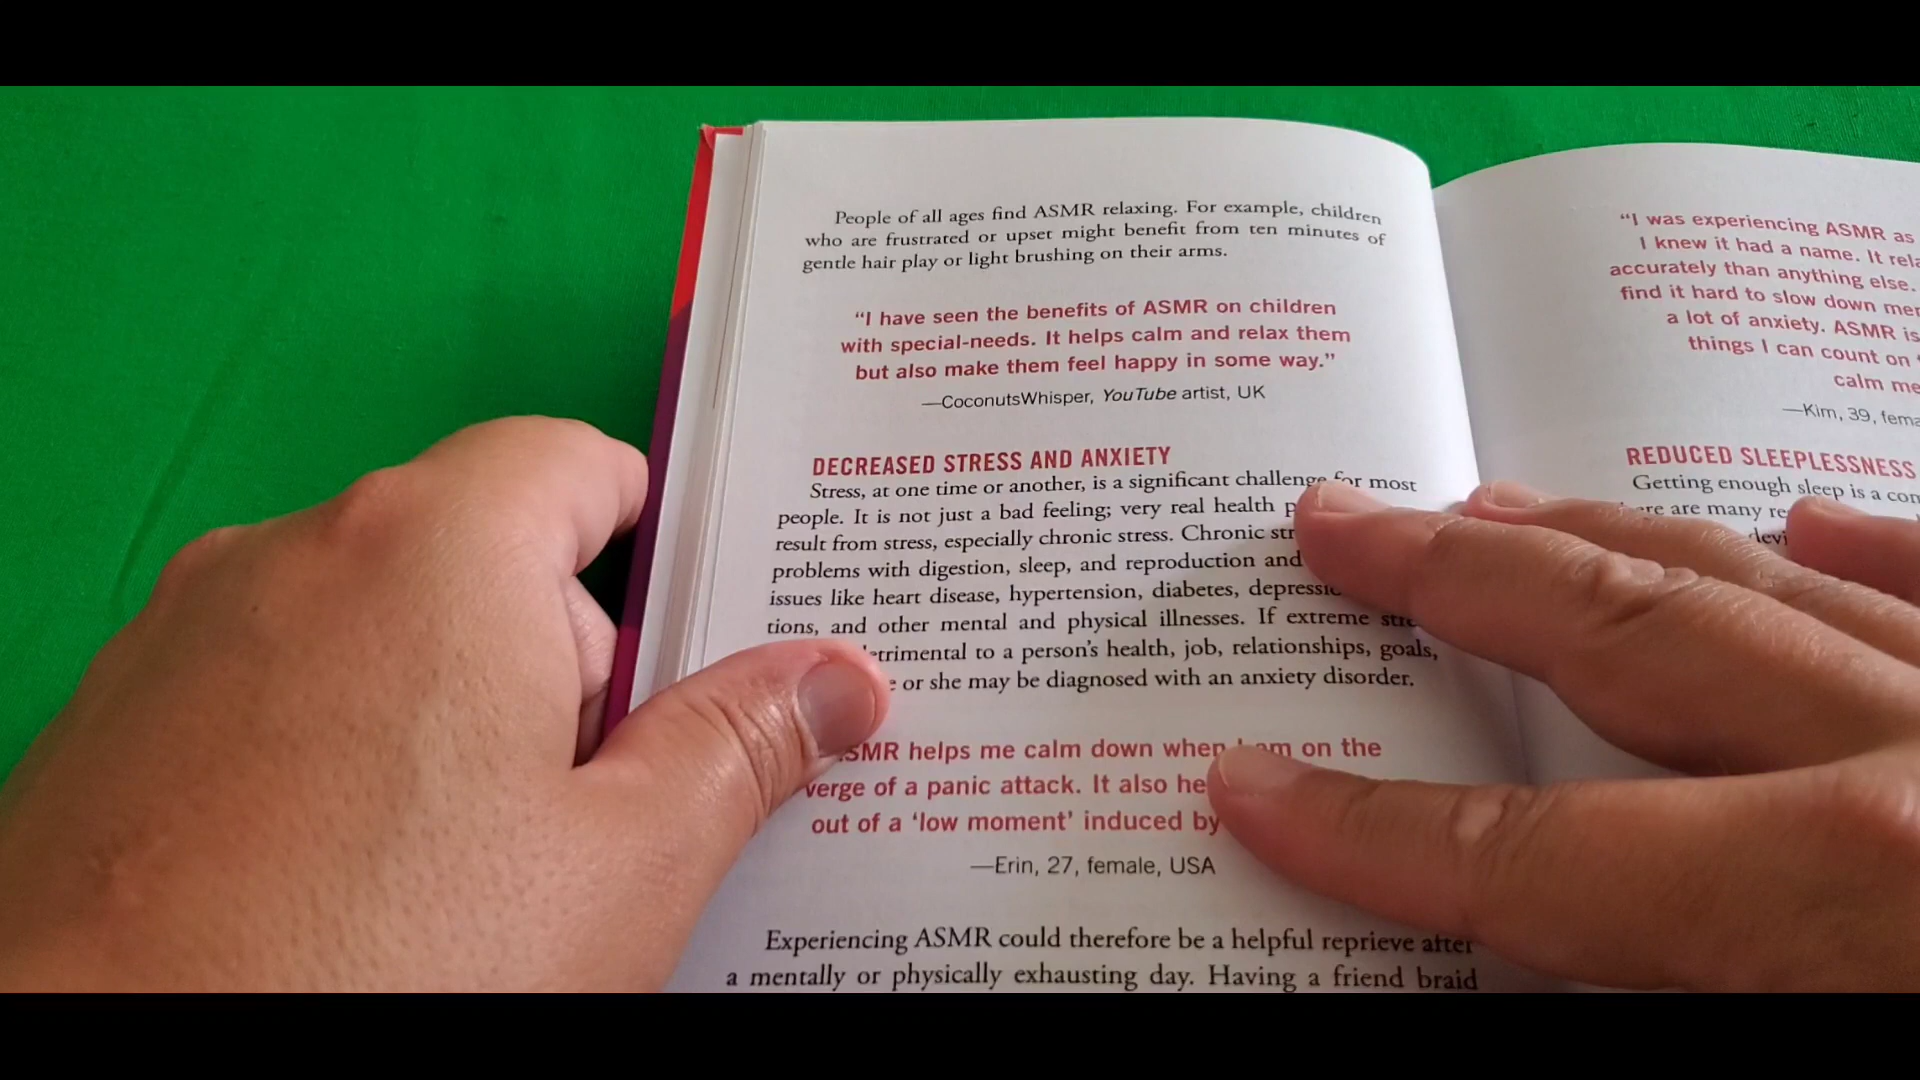 People of all ages find ASMR relaxing. For example, children
who are frustrated or upset might benefit from ten minutes of
gentle hair play or light brushing on their arms.
“I have seen the benefits of ASMR on children
with special-needs. It helps calm and relax them
but also make them feel happy in some way.”
—CoconutsWhisper, YouTube artist, UK
DECREASED STRESS AND ANXIETY
Stress, at one time or another, is a significant challenge for most
people. It is not just a bad feeling; very real health
result from stress, especially chronic stress. Chronic
problems with digestion, sleep, and reproduction and
issues like heart disease, hypertension, diabetes,
tions, and other mental and physical illnesses. If extreme
to a person’s health, job, relationships, goals,
or she may be diagnosed with an anxiety disorder.
helps me calm down when I am on the
verge of a panic attack. It also
out of a ‘low moment’ induced by
—Erin, 27, female, USA
Experiencing ASMR could therefore be a helpful reprieve after
a mentally or physically exhausting day. Having a friend braid
“I was experiencing ASMR as
I knew it had a name. It
accurately than anything else.
find it hard to slow down
a lot of anxiety. ASMR is
things I can count on
calm me
—Kim, 39,
REDUCED SLEEPLESSNESS
Getting enough sleep is a
are many